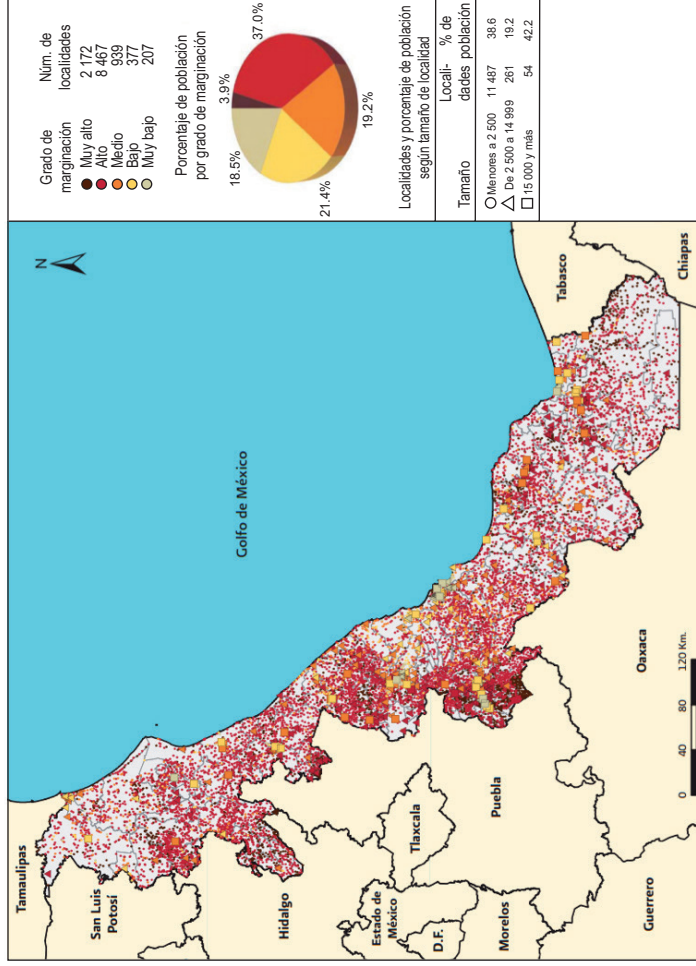 Grado de marginación Núm. de localidades
Muy alto 2 172
Alto 8 467
Medio 939
Bajo 377
Muy bajo 207
Porcentaje de población
por grado de marginación
3.9%
37.0%
18.5%
21.4%
19.2%
Localidades y porcentaje de población
según tamaño de localidad
Tamaño Locali-dades % de población
Menores a 2 500 11 487 38.6
De 2 500 a 14 999 261 19.2
15 000 y más 54 42.2
N
Tamaulipas
San Luis
Potosí
Golfo de México
Hidalgo
Tlaxcala
Estado de
México
D.F.
Puebla
Morelos
Tabasco
Chiapas
Oaxaca
Guerrero
0 40 80 120 Km.